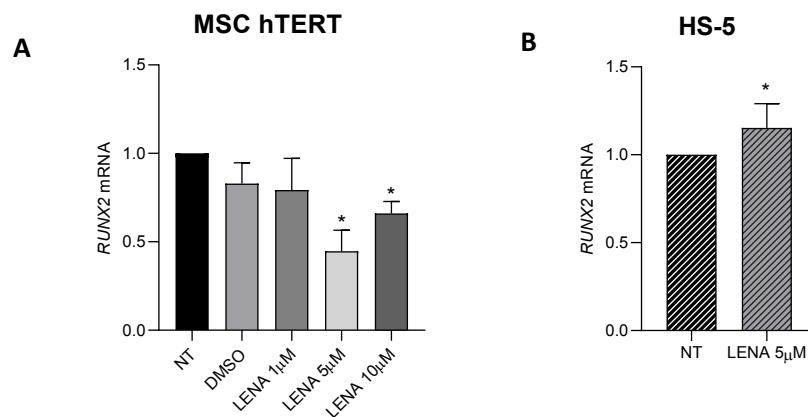 A
MSC hTERT
RUNX2 mRNA
1.5
1.0
0.5
0.0
*
*
NT
DMSO
LENA 1μM
LENA 5μM
LENA 10μM
B
HS-5
RUNX2 mRNA
1.5
1.0
0.5
0.0
*
NT
LENA 5μM